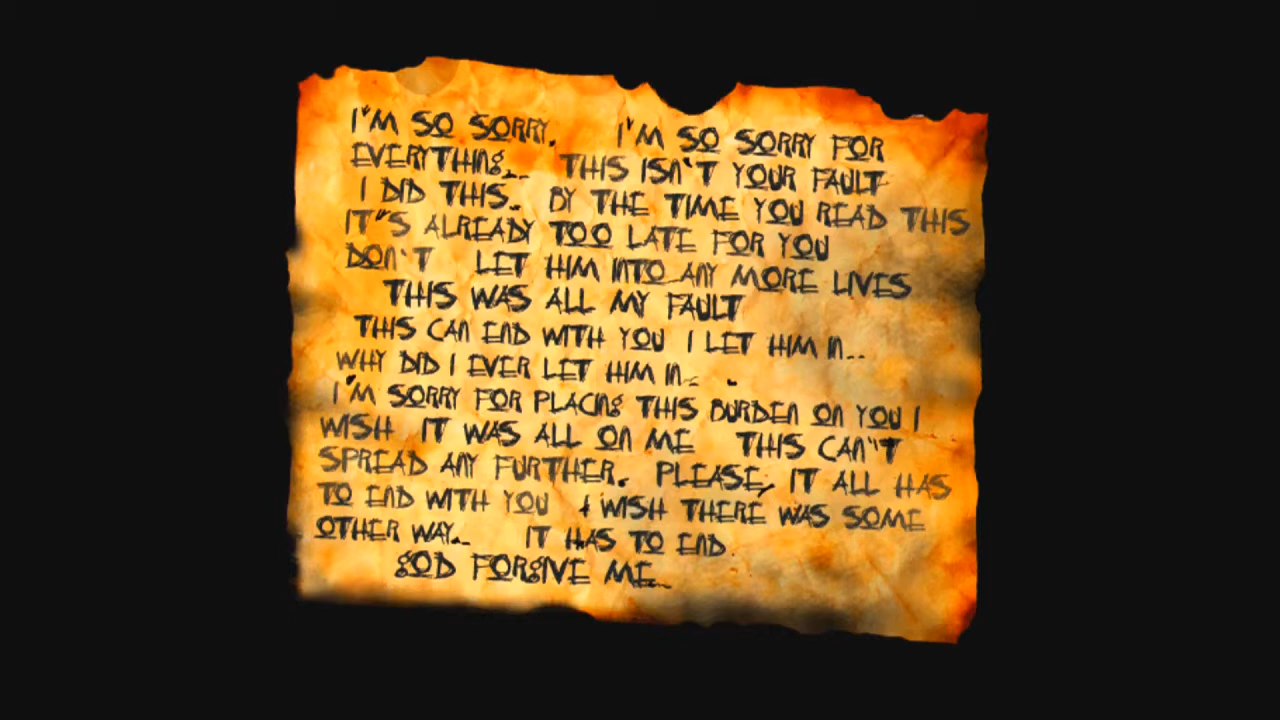 I'M SO SORRY. I'M SO SORRY FOR
EVERYTHING... THIS ISN'T YOUR FAULT
I DID THIS.. BY THE TIME YOU READ THIS
IT'S ALREADY TOO LATE FOR YOU
DON'T LET HIM INTO ANY MORE LIVES
THIS WAS ALL MY FAULT
THIS CAN END WITH YOU I LET HIM IN...
WHY DID I EVER LET HIM IN..
I'M SORRY FOR PLACING THIS BURDEN ON YOU I
WISH IT WAS ALL ON ME THIS CAN'T
SPREAD ANY FURTHER. PLEASE, IT ALL HAS
TO END WITH YOU I WISH THERE WAS SOME
OTHER WAY... IT HAS TO END.
GOD FORGIVE ME...